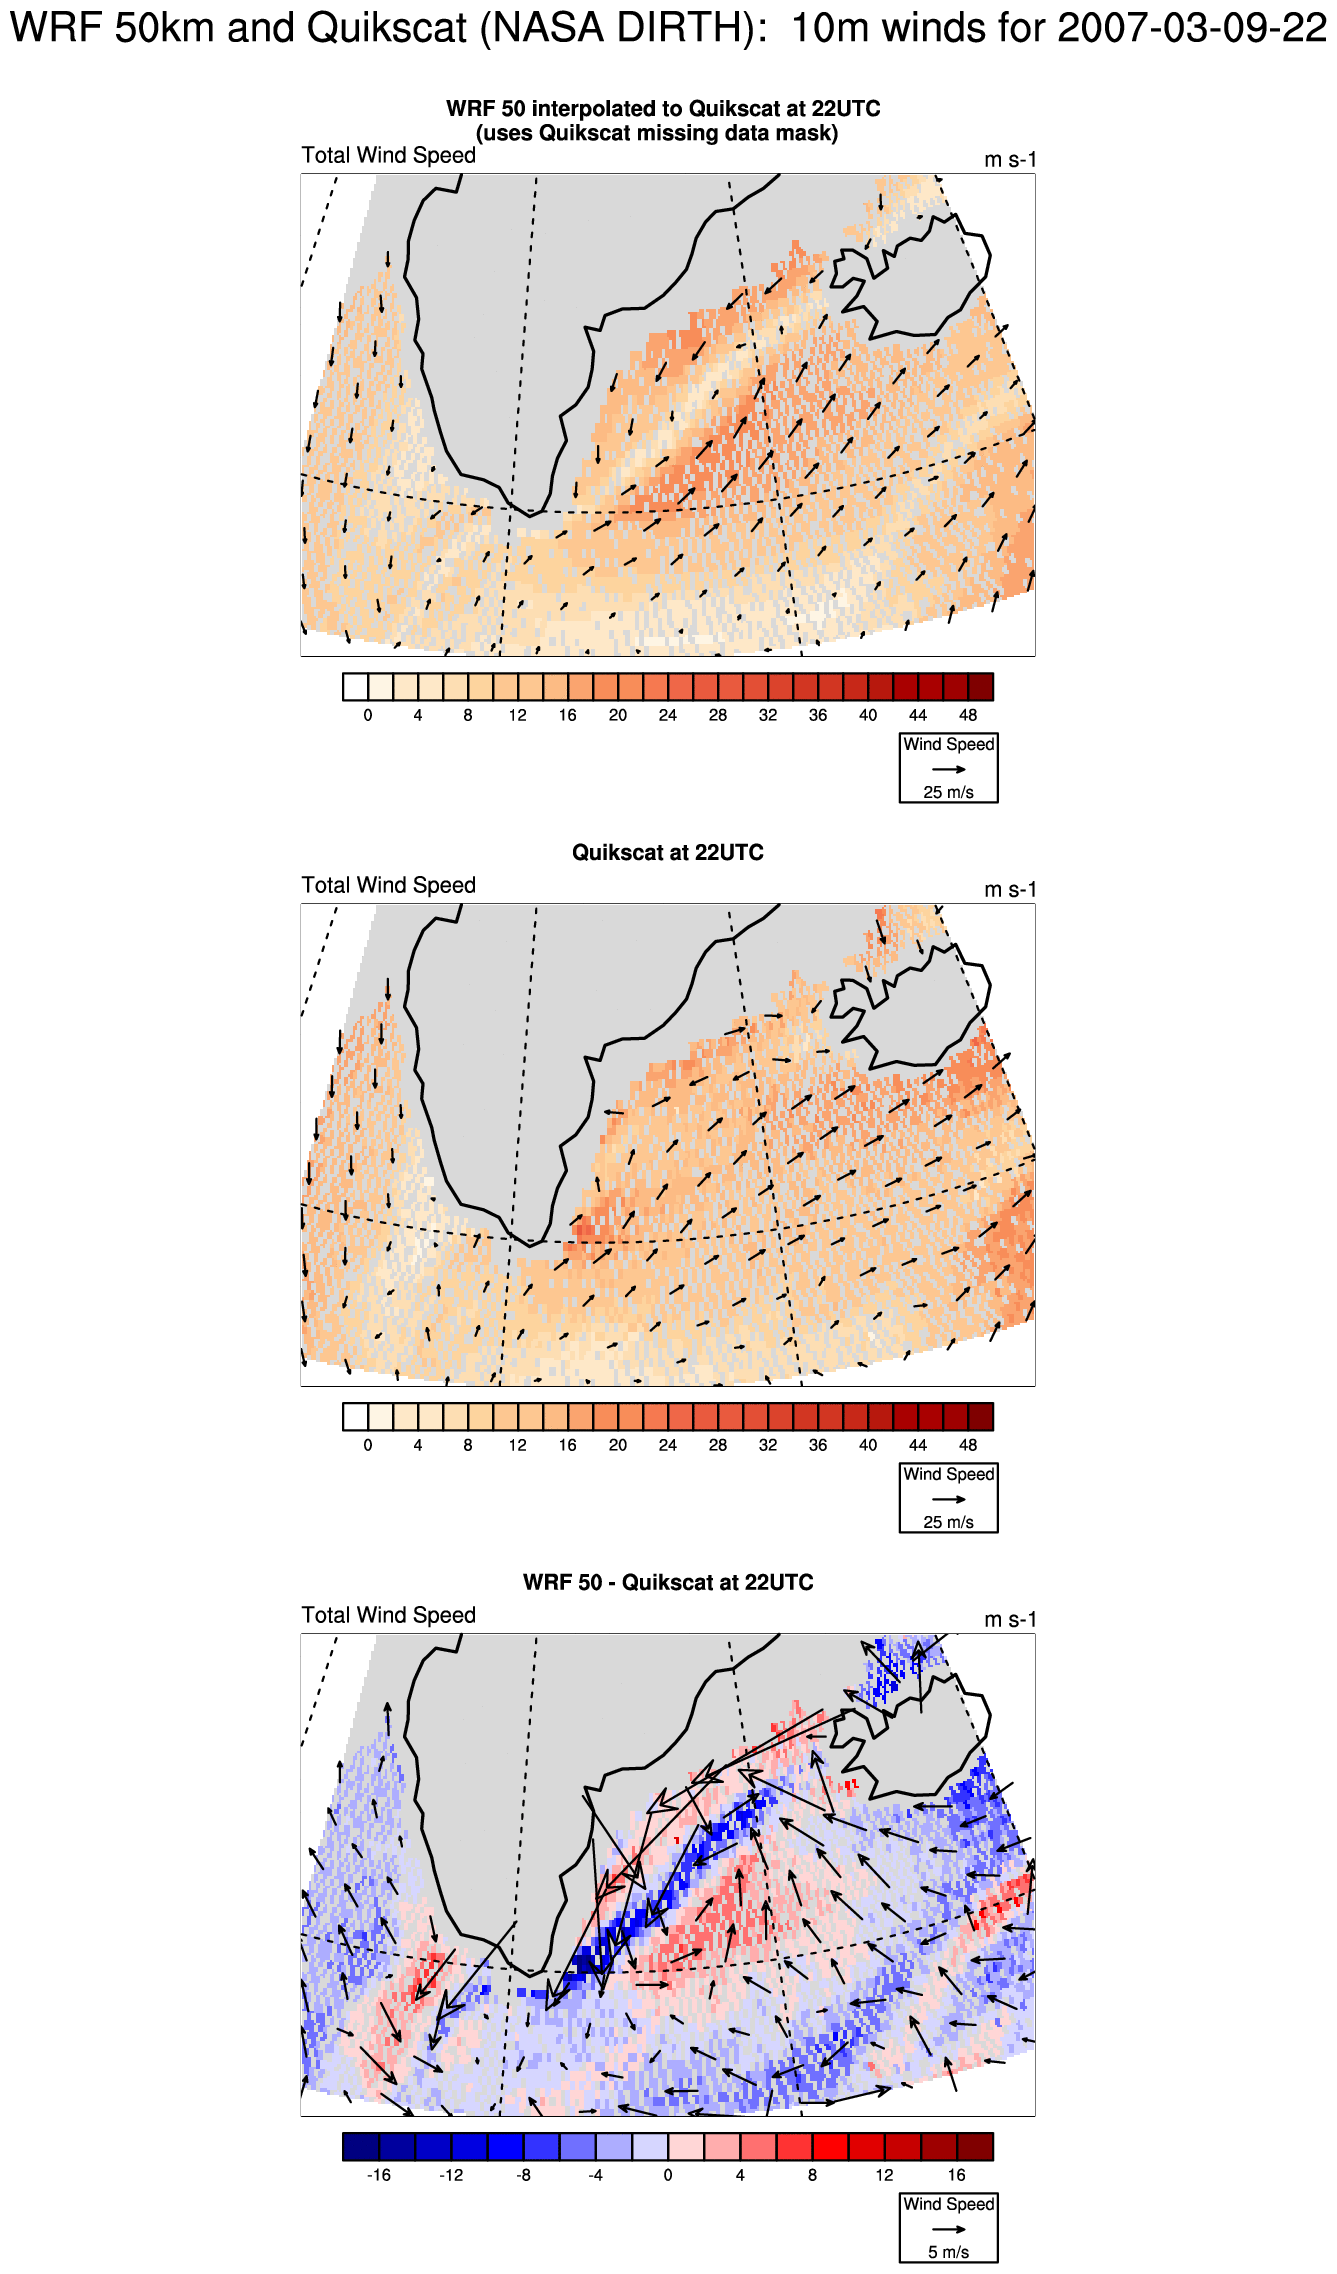 WRF 50km and Quikscat (NASA DIRTH):  10m winds for 2007-03-09-22
WRF 50 interpolated to Quikscat at 22UTC
(uses Quikscat missing data mask)
Total Wind Speed m s-1
0 4 8 12 16 20 24 28 32 36 40 44 48
Wind Speed
25 m/s
Quikscat at 22UTC
Total Wind Speed m s-1
0 4 8 12 16 20 24 28 32 36 40 44 48
Wind Speed
25 m/s
WRF 50 - Quikscat at 22UTC
Total Wind Speed m s-1
-16 -12 -8 -4 0 4 8 12 16
Wind Speed
5 m/s